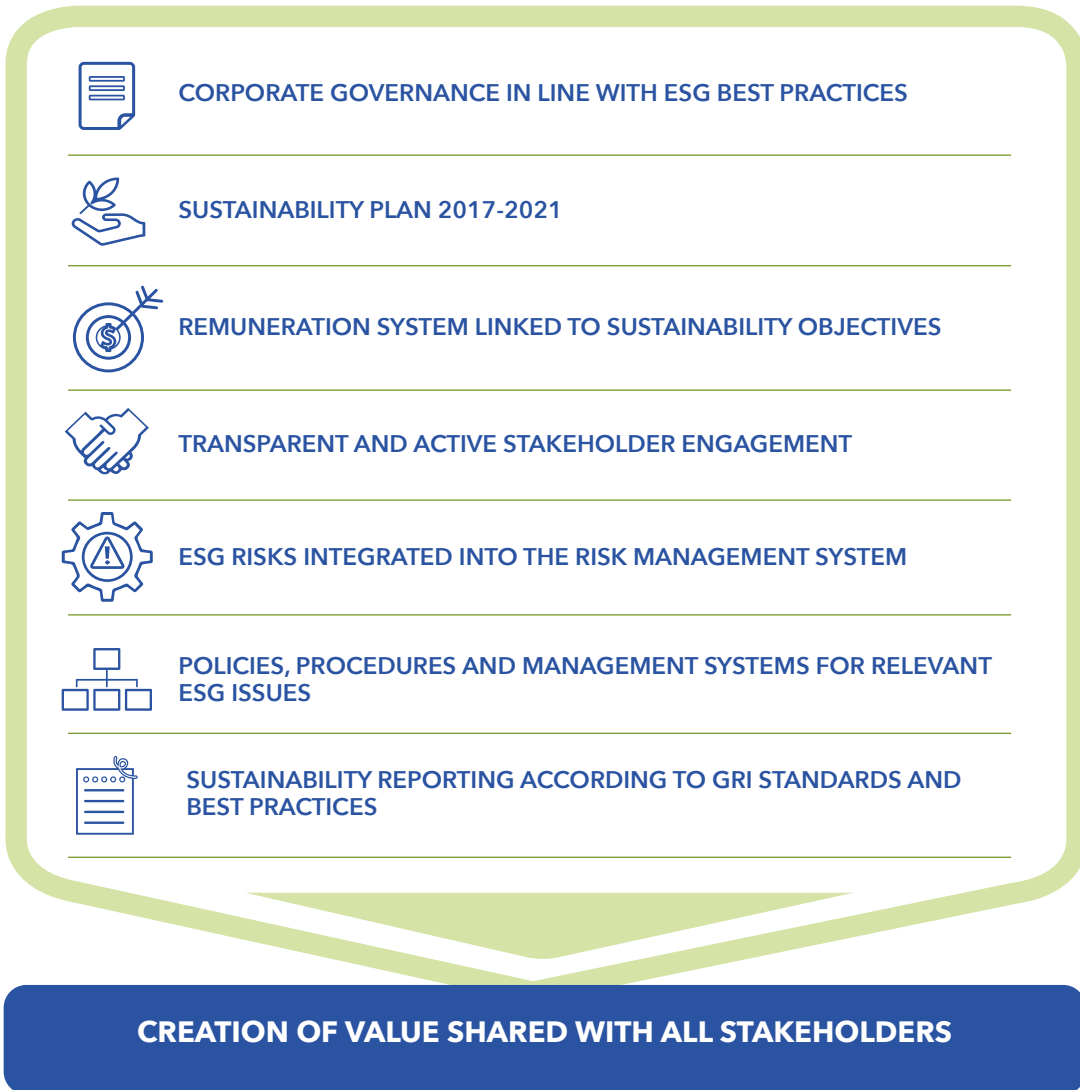 CORPORATE GOVERNANCE IN LINE WITH ESG BEST PRACTICES
SUSTAINABILITY PLAN 2017-2021
$
REMUNERATION SYSTEM LINKED TO SUSTAINABILITY OBJECTIVES
TRANSPARENT AND ACTIVE STAKEHOLDER ENGAGEMENT
!
ESG RISKS INTEGRATED INTO THE RISK MANAGEMENT SYSTEM
POLICIES, PROCEDURES AND MANAGEMENT SYSTEMS FOR RELEVANT
ESG ISSUES
SUSTAINABILITY REPORTING ACCORDING TO GRI STANDARDS AND
BEST PRACTICES
CREATION OF VALUE SHARED WITH ALL STAKEHOLDERS